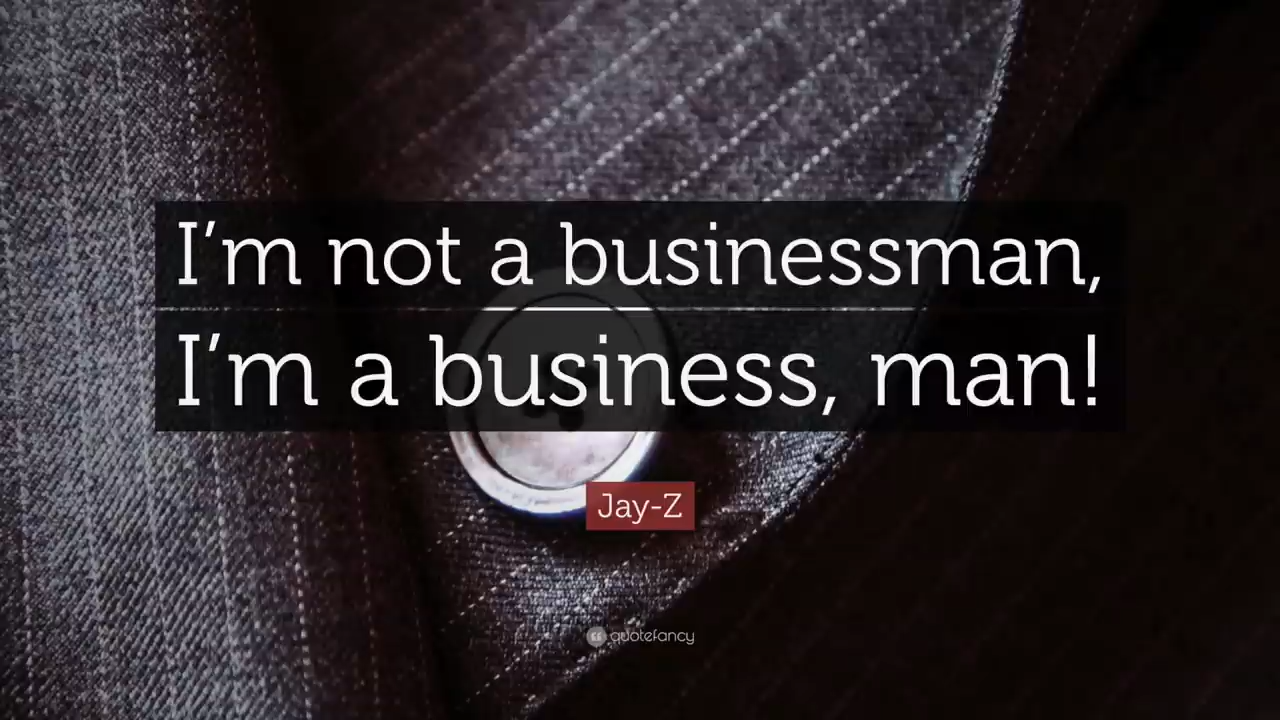 I’m not a businessman,
I’m a business, man!
Jay-Z
quotefancy